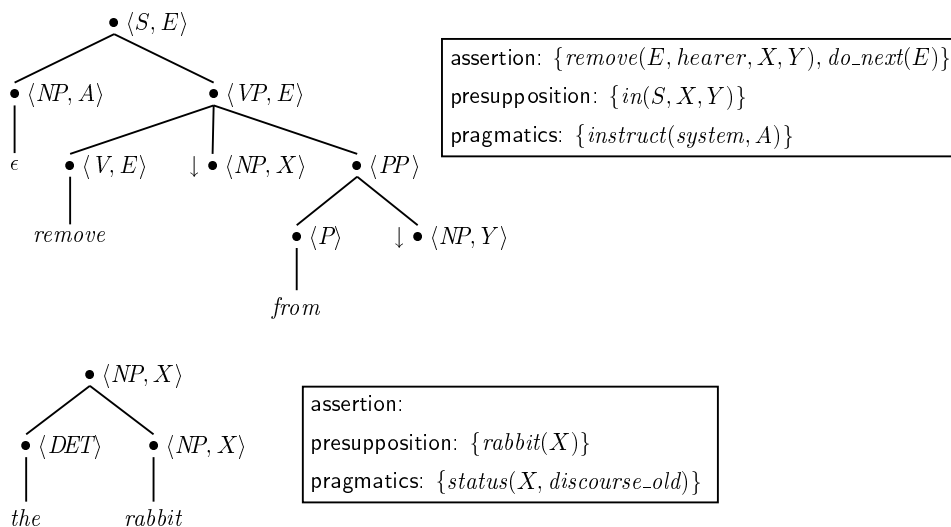 • ⟨S, E⟩
• ⟨NP, A⟩ • ⟨VP, E⟩
ϵ • ⟨V, E⟩ ↓ • ⟨NP, X⟩ • ⟨PP⟩
remove • ⟨P⟩ ↓ • ⟨NP, Y⟩
from
assertion: {remove(E, hearer, X, Y), do_next(E)}
presupposition: {in(S, X, Y)}
pragmatics: {instruct(system, A)}
• ⟨NP, X⟩
• ⟨DET⟩ • ⟨NP, X⟩
the rabbit
assertion:
presupposition: {rabbit(X)}
pragmatics: {status(X, discourse_old)}